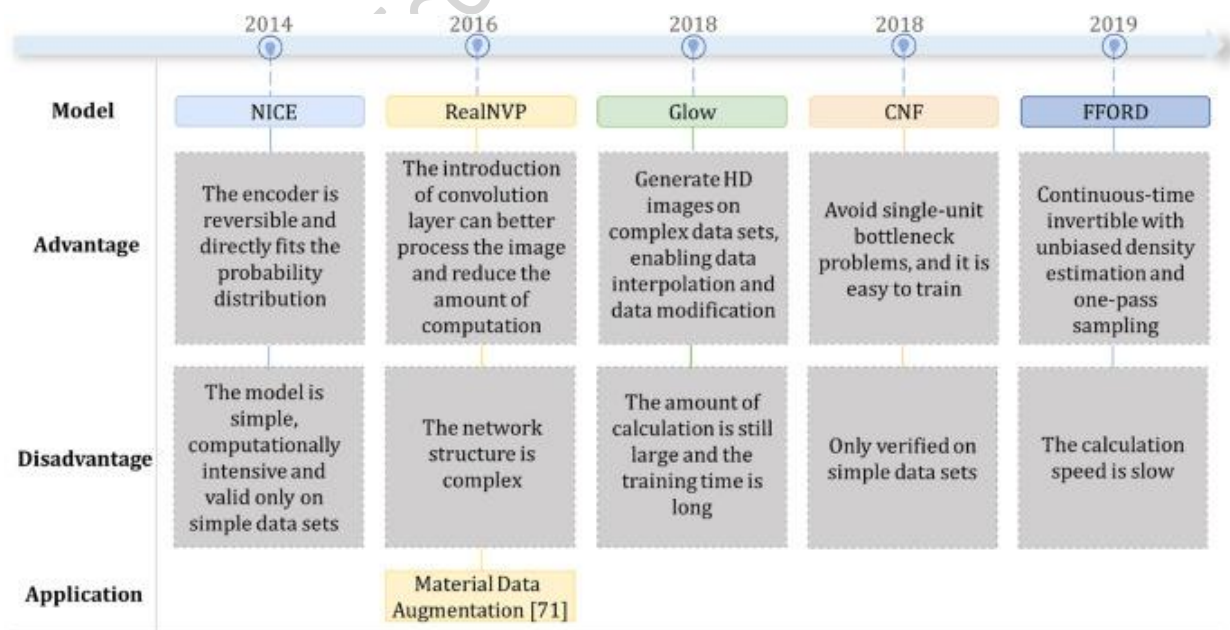 2014 2016 2018 2018 2019
Model NICE RealNVP Glow CNF FFORD
Advantage
The encoder is
reversible and
directly fits the
probability
distribution
The introduction
of convolution
layer can better
process the image
and reduce the
amount of
computation
Generate HD
images on
complex data sets,
enabling data
interpolation and
data modification
Avoid single-unit
bottleneck
problems, and it is
easy to train
Continuous-time
invertible with
unbiased density
estimation and
one-pass
sampling
Disadvantage
The model is
simple,
computationally
intensive and
valid only on
simple data sets
The network
structure is
complex
The amount of
calculation is still
large and the
training time is
long
Only verified on
simple data sets
The calculation
speed is slow
Application
Material Data
Augmentation [71]